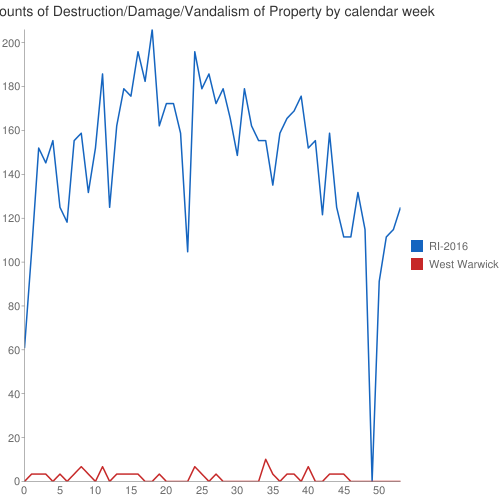 ounts of Destruction/Damage/Vandalism of Property by calendar week
200
180
160
140
120
100
80
60
40
20
0
0 5 10 15 20 25 30 35 40 45 50
RI-2016
West Warwick